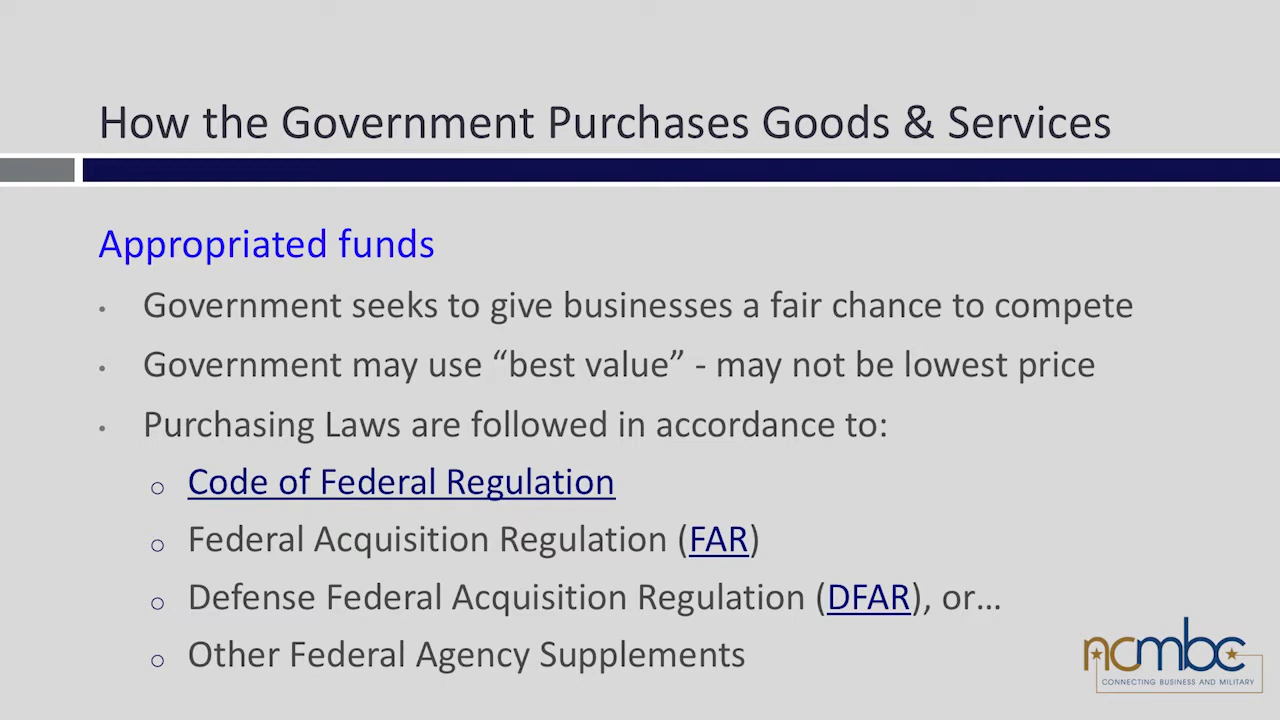 How the Government Purchases Goods & Services
Appropriated funds
• Government seeks to give businesses a fair chance to compete
• Government may use “best value” - may not be lowest price
• Purchasing Laws are followed in accordance to:
o Code of Federal Regulation
o Federal Acquisition Regulation (FAR)
o Defense Federal Acquisition Regulation (DFAR), or…
o Other Federal Agency Supplements
ncmbc
CONNECTING BUSINESS AND MILITARY